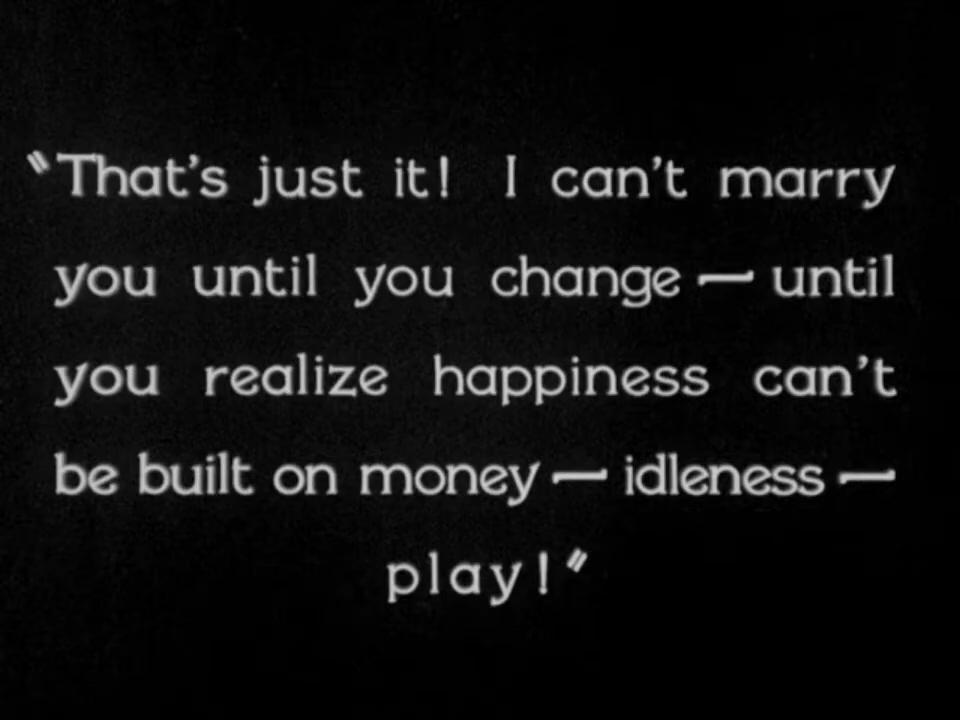 "That's just it! I can't marry
you until you change — until
you realize happiness can't
be built on money — idleness —
play!"